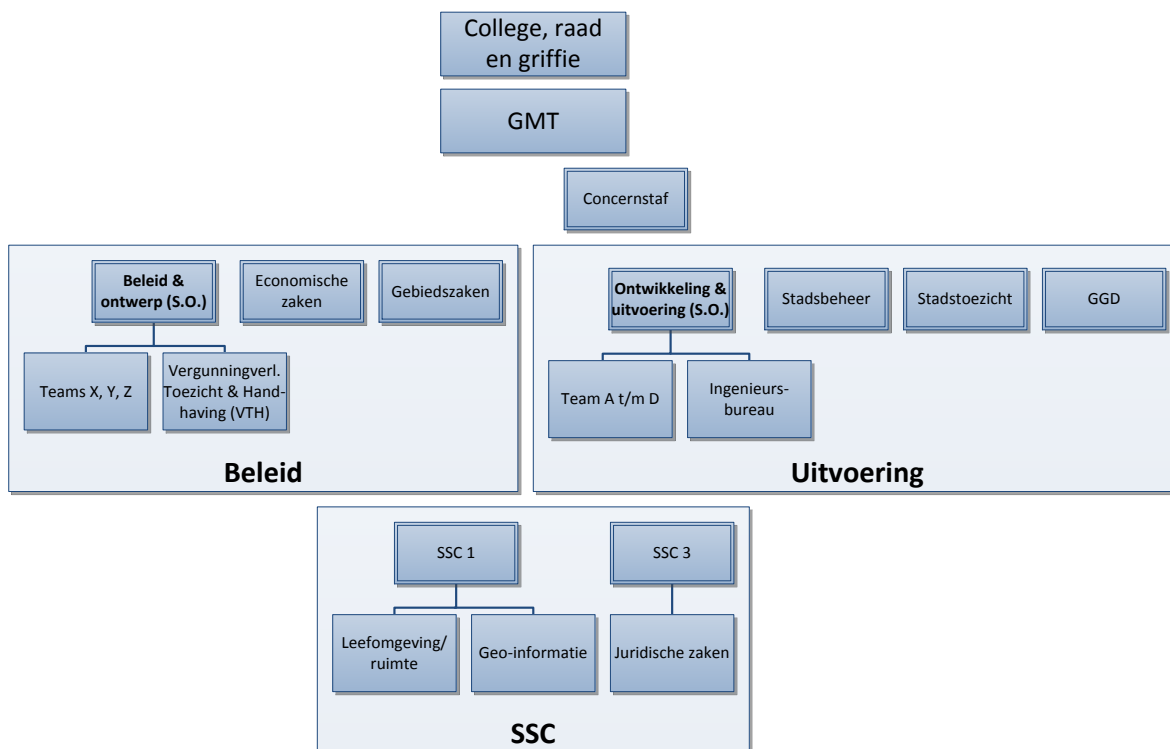 College, raad
en griffie
GMT
Concernstaf
Beleid &
ontwerp (S.O.)
Economische
zaken
Gebiedszaken
Teams X, Y, Z
Vergunningverl.
Toezicht & Hand-
having (VTH)
Beleid
Ontwikkeling &
uitvoering (S.O.)
Stadsbeheer
Stadstoezicht
GGD
Team A t/m D
Ingenieurs-
bureau
Uitvoering
SSC 1
SSC 3
Leefomgeving/
ruimte
Geo-informatie
Juridische zaken
SSC